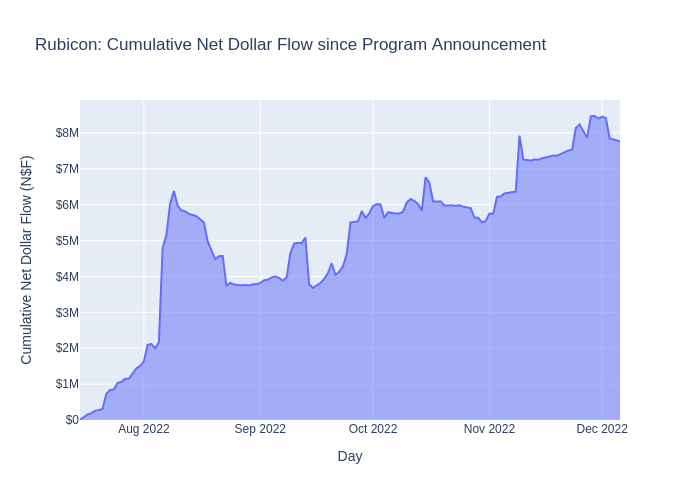 Rubicon: Cumulative Net Dollar Flow since Program Announcement
Cumulative Net Dollar Flow (N$F)
$8M
$7M
$6M
$5M
$4M
$3M
$2M
$1M
$0
Aug 2022 Sep 2022 Oct 2022 Nov 2022 Dec 2022
Day